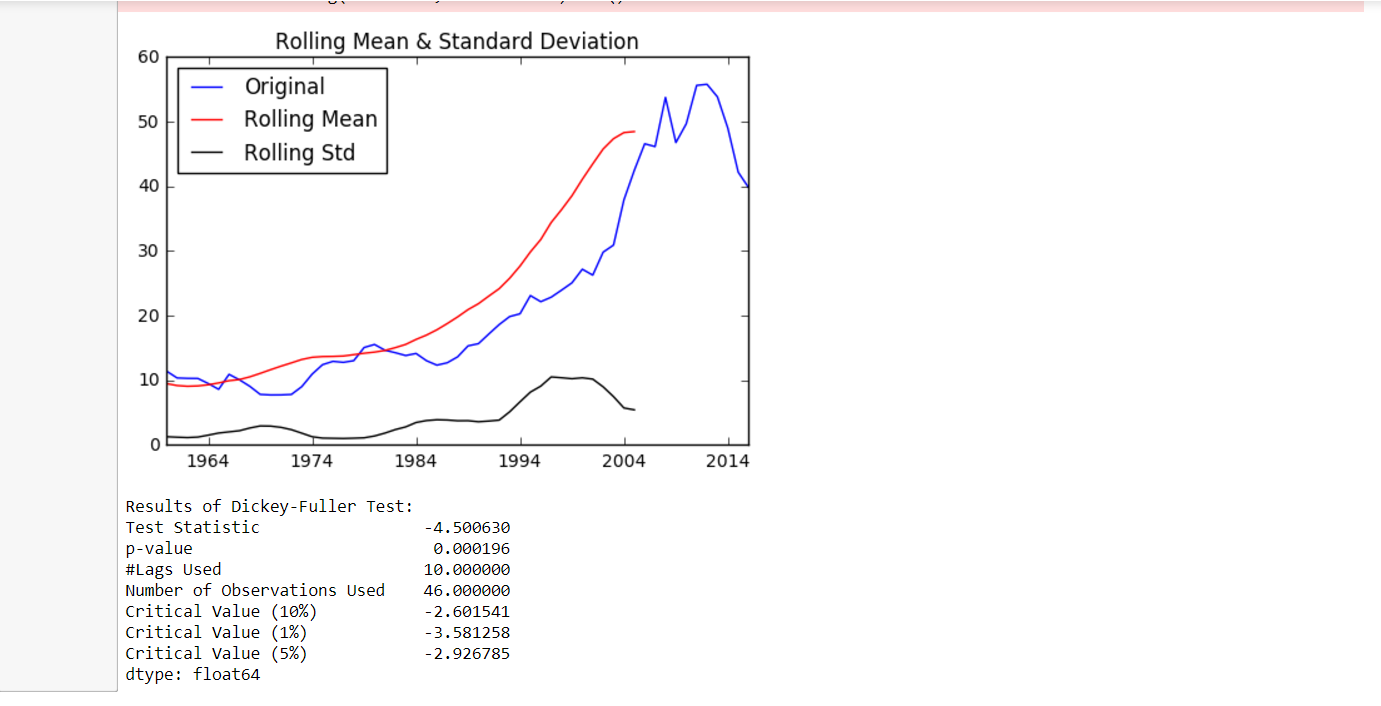 Rolling Mean & Standard Deviation
60
50
40
30
20
10
0
Original
Rolling Mean
Rolling Std
1964 1974 1984 1994 2004 2014
Results of Dickey-Fuller Test:
Test Statistic -4.500630
p-value 0.000196
#Lags Used 10.000000
Number of Observations Used 46.000000
Critical Value (10%) -2.601541
Critical Value (1%) -3.581258
Critical Value (5%) -2.926785
dtype: float64